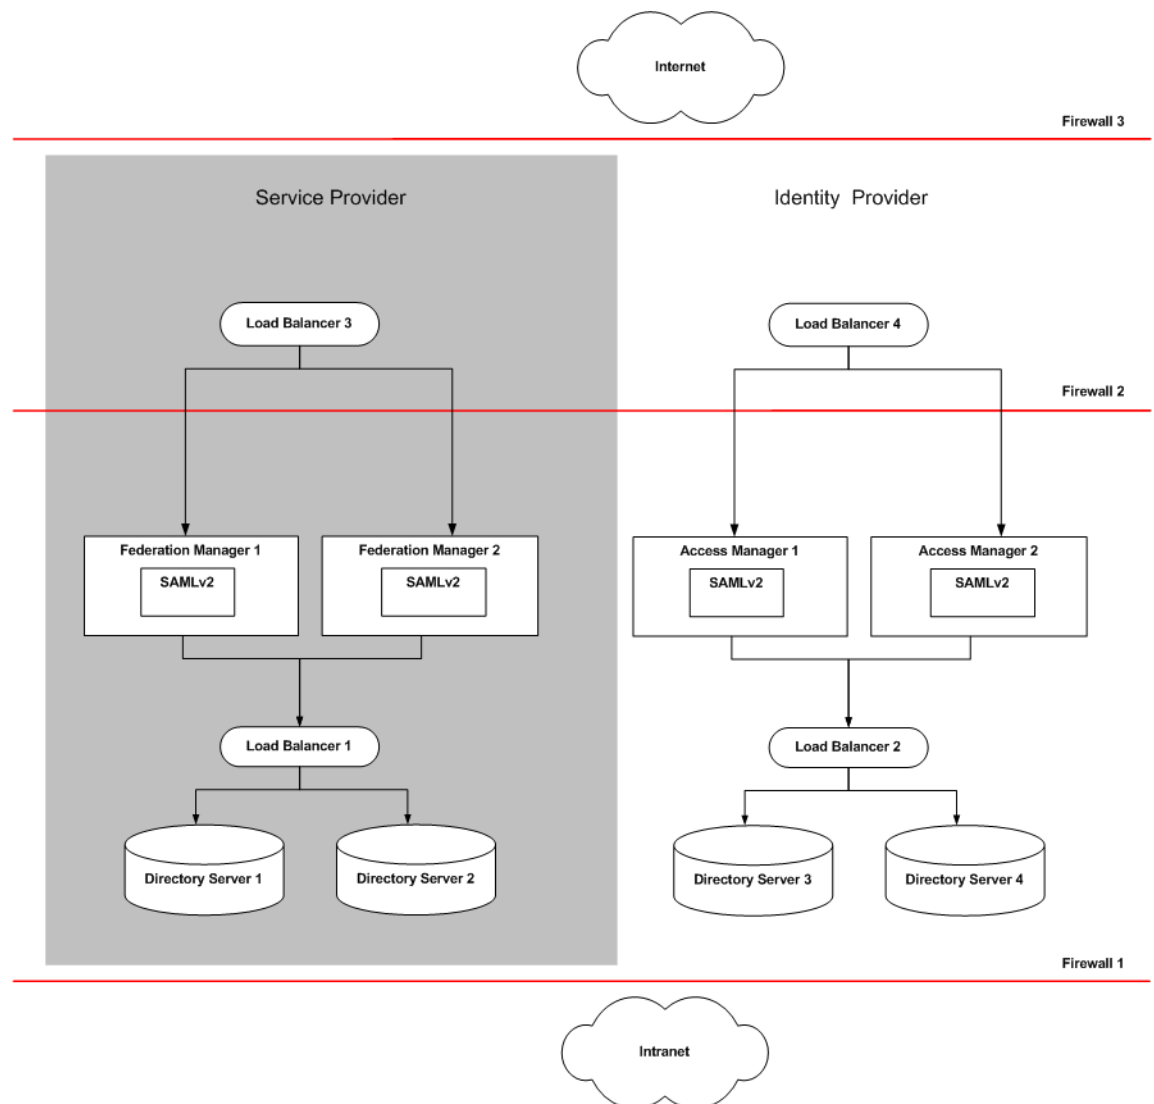 Internet
Firewall 3
Service Provider
Identity Provider
Load Balancer 3
Load Balancer 4
Firewall 2
Federation Manager 1
SAMLv2
Federation Manager 2
SAMLv2
Access Manager 1
SAMLv2
Access Manager 2
SAMLv2
Load Balancer 1
Load Balancer 2
Directory Server 1
Directory Server 2
Directory Server 3
Directory Server 4
Firewall 1
Intranet